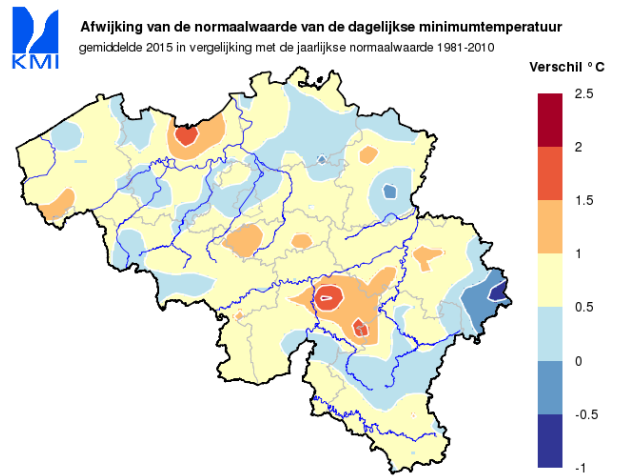 Afwijking van de normaalwaarde van de dagelijkse minimumtemperatuur
gemiddelde 2015 in vergelijking met de jaarlijkse normaalwaarde 1981-2010
KMI
Verschil °C
2.5
2
1.5
1
0.5
0
-0.5
-1